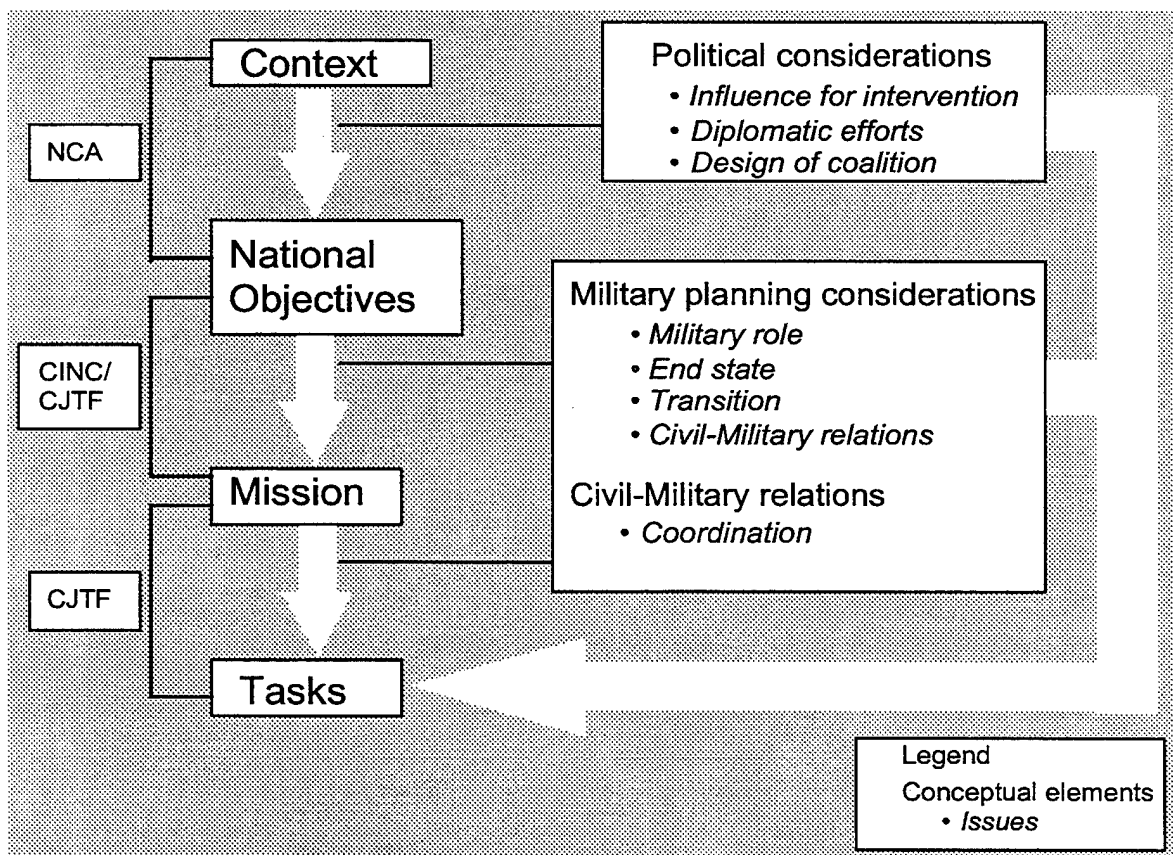 Context
NCA
National
Objectives
CINC/
CJTF
Mission
CJTF
Tasks
Political considerations
• Influence for intervention
• Diplomatic efforts
• Design of coalition
Military planning considerations
• Military role
• End state
• Transition
• Civil-Military relations
Civil-Military relations
• Coordination
Legend
Conceptual elements
• Issues